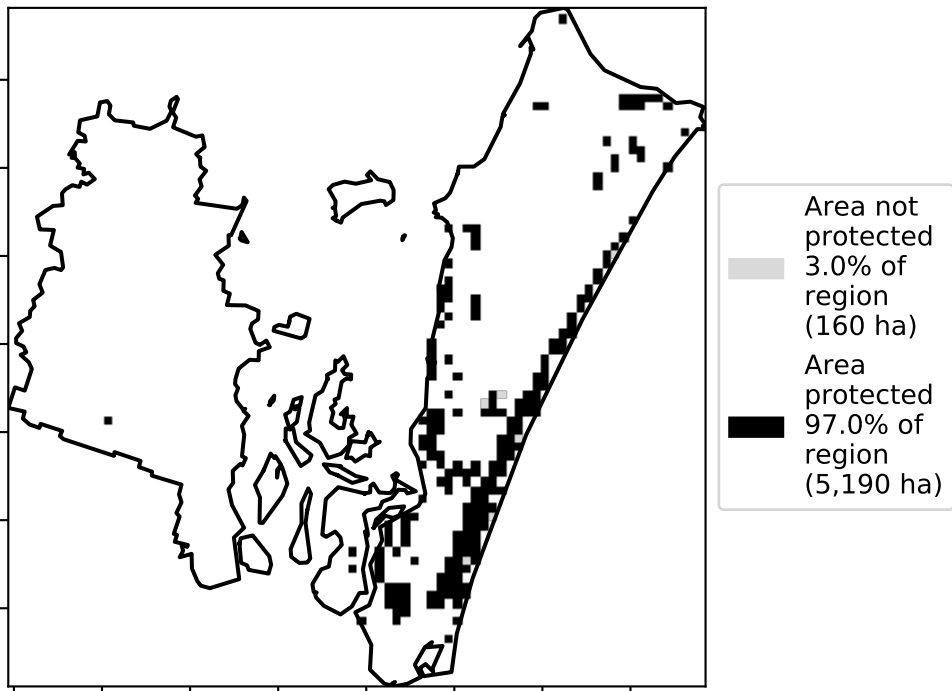 Area not
protected
3.0% of
region
(160 ha)
Area
protected
97.0% of
region
(5,190 ha)